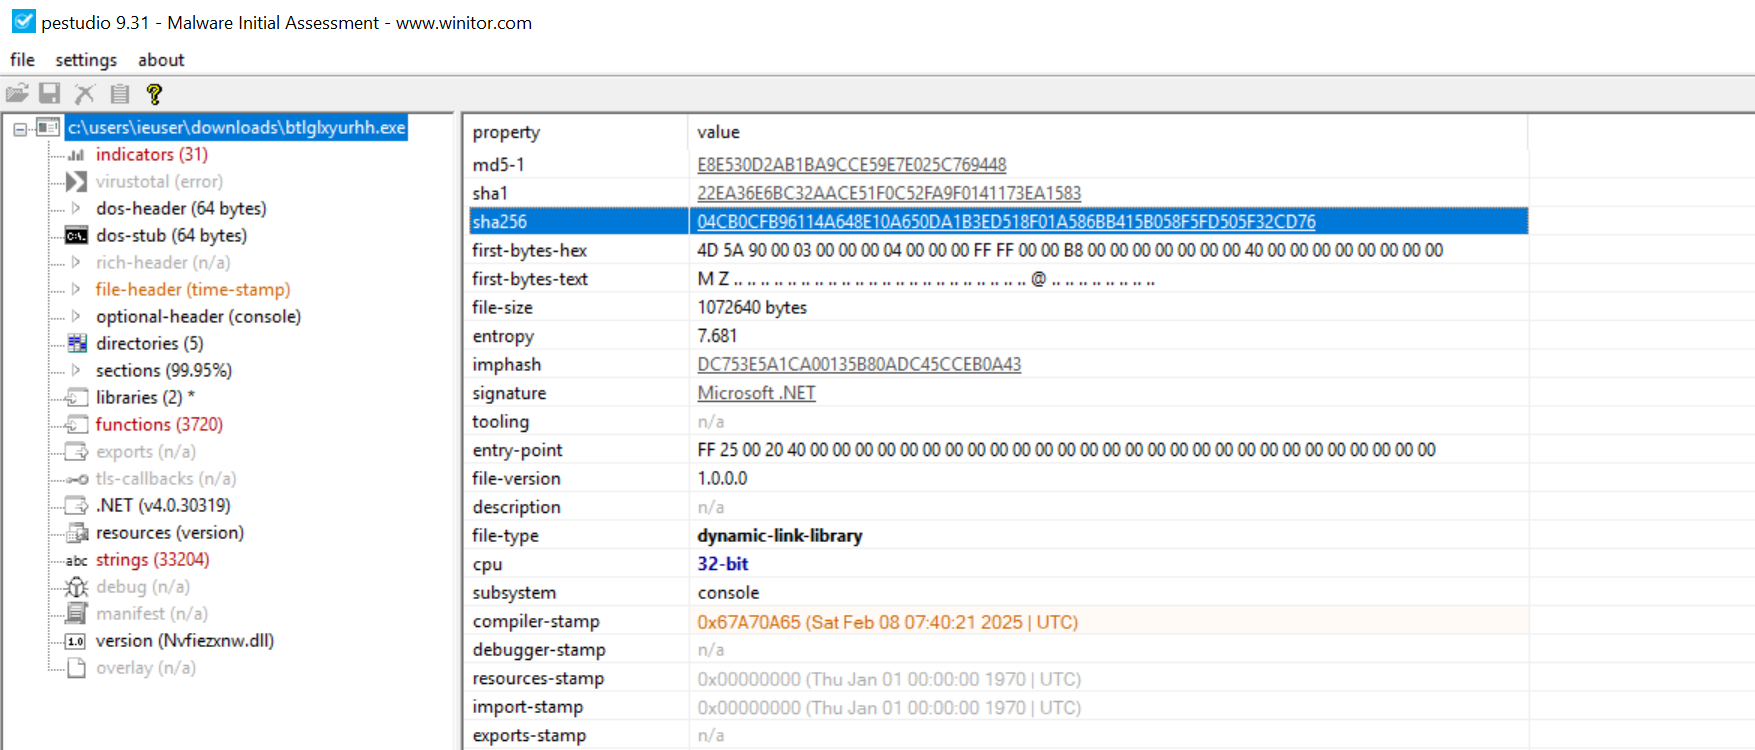 pestudio 9.31 - Malware Initial Assessment - www.winitor.com
file settings about
c:\users\ieuser\downloads\btlglxyurhh.exe
indicators (31)
virustotal (error)
dos-header (64 bytes)
dos-stub (64 bytes)
rich-header (n/a)
file-header (time-stamp)
optional-header (console)
directories (5)
sections (99.95%)
libraries (2) *
functions (3720)
exports (n/a)
tls-callbacks (n/a)
.NET (v4.0.30319)
resources (version)
abc strings (33204)
debug (n/a)
manifest (n/a)
1.0 version (Nvfiezxnw.dll)
overlay (n/a)
property value
md5-1 E8E530D2AB1BA9CCE59E7E025C769448
sha1 22EA36E6BC32AACE51F0C52FA9F0141173EA1583
sha256 04CB0CFB96114A648E10A650DA1B3ED518F01A586BB415B058F5FD505F32CD76
first-bytes-hex 4D 5A 90 00 03 00 00 00 04 00 00 00 FF FF 00 00 B8 00 00 00 00 00 00 00 40 00 00 00 00 00 00 00 00 00
first-bytes-text M Z .. .. .. .. .. .. .. .. .. .. .. .. .. .. .. .. .. .. .. .. .. .. @ .. .. .. .. .. .. .. ..
file-size 1072640 bytes
entropy 7.681
imphash DC753E5A1CA00135B80ADC45CCEB0A43
signature Microsoft .NET
tooling n/a
entry-point FF 25 00 20 40 00 00 00 00 00 00 00 00 00 00 00 00 00 00 00 00 00 00 00 00 00 00 00 00 00 00 00 00
file-version 1.0.0.0
description n/a
file-type dynamic-link-library
cpu 32-bit
subsystem console
compiler-stamp 0x67A70A65 (Sat Feb 08 07:40:21 2025 | UTC)
debugger-stamp n/a
resources-stamp 0x00000000 (Thu Jan 01 00:00:00 1970 | UTC)
import-stamp 0x00000000 (Thu Jan 01 00:00:00 1970 | UTC)
exports-stamp n/a